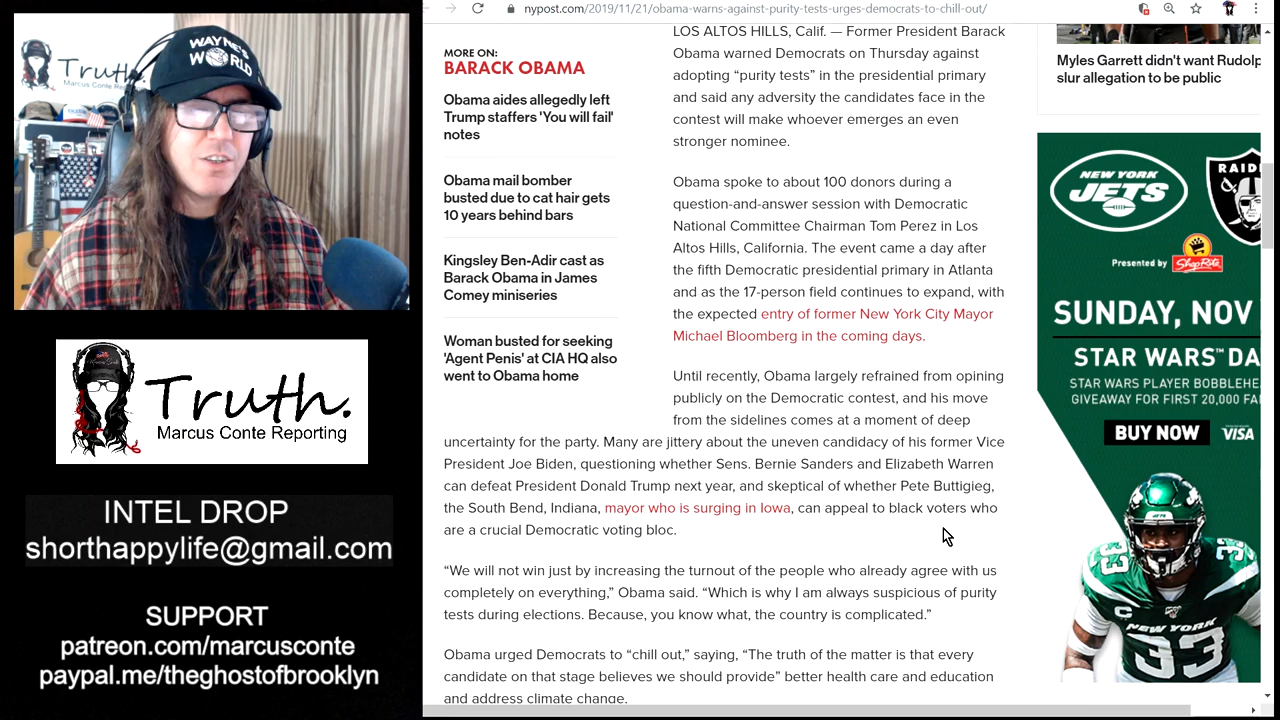 nypost.com/2019/11/21/obama-warns-against-purity-tests-urges-democrats-to-chill-out/
WAYNE'S
WORLD
Truth.
Marcus Conte Reporting
Truth.
Marcus Conte Reporting
INTEL DROP
shorthappylife@gmail.com
SUPPORT
patreon.com/marcusconte
paypal.me/theghostofbrooklyn
MORE ON:
BARACK OBAMA
Obama aides allegedly left
Trump staffers 'You will fail'
notes
Obama mail bomber
busted due to cat hair gets
10 years behind bars
Kingsley Ben-Adir cast as
Barack Obama in James
Comey miniseries
Woman busted for seeking
'Agent Penis' at CIA HQ also
went to Obama home
LOS ALTOS HILLS, Calif. — Former President Barack
Obama warned Democrats on Thursday against
adopting “purity tests” in the presidential primary
and said any adversity the candidates face in the
contest will make whoever emerges an even
stronger nominee.
Obama spoke to about 100 donors during a
question-and-answer session with Democratic
National Committee Chairman Tom Perez in Los
Altos Hills, California. The event came a day after
the fifth Democratic presidential primary in Atlanta
and as the 17-person field continues to expand, with
the expected entry of former New York City Mayor
Michael Bloomberg in the coming days.
Until recently, Obama largely refrained from opining
publicly on the Democratic contest, and his move
from the sidelines comes at a moment of deep
uncertainty for the party. Many are jittery about the uneven candidacy of his former Vice
President Joe Biden, questioning whether Sens. Bernie Sanders and Elizabeth Warren
can defeat President Donald Trump next year, and skeptical of whether Pete Buttigieg,
the South Bend, Indiana, mayor who is surging in Iowa, can appeal to black voters who
are a crucial Democratic voting bloc.
“We will not win just by increasing the turnout of the people who already agree with us
completely on everything,” Obama said. “Which is why I am always suspicious of purity
tests during elections. Because, you know what, the country is complicated.”
Obama urged Democrats to “chill out,” saying, “The truth of the matter is that every
candidate on that stage believes we should provide” better health care and education
and address climate change.
Myles Garrett didn't want Rudolp
slur allegation to be public
NEW YORK
JETS
RAID
Presented by ShopRite
SUNDAY, NOV
STAR WARS™ DA
STAR WARS PLAYER BOBBLEHE
GIVEAWAY FOR FIRST 20,000 FA
BUY NOW
VISA
C
NEW YORK
33